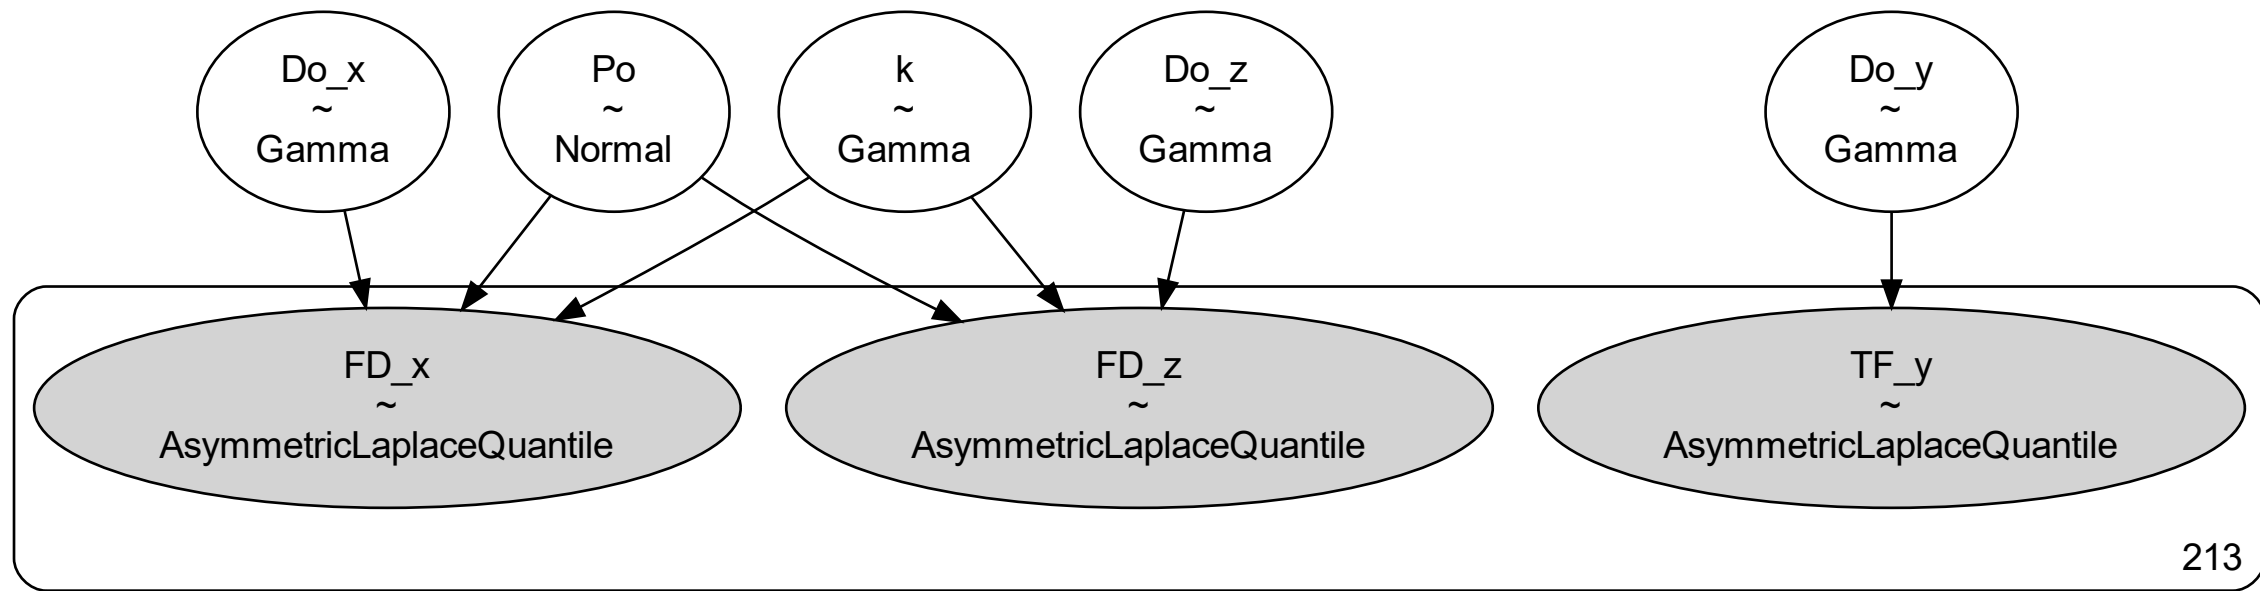 Do_x
~
Gamma
Po
~
Normal
k
~
Gamma
Do_z
~
Gamma
Do_y
~
Gamma
FD_x
~
AsymmetricLaplaceQuantile
FD_z
~
AsymmetricLaplaceQuantile
TF_y
~
AsymmetricLaplaceQuantile
213